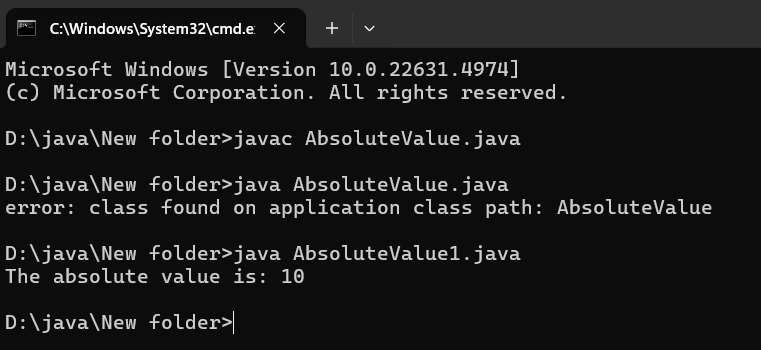 C:\Windows\System32\cmd.e
Microsoft Windows [Version 10.0.22631.4974]
(c) Microsoft Corporation. All rights reserved.
D:\java\New folder>javac AbsoluteValue.java
D:\java\New folder>java AbsoluteValue.java
error: class found on application class path: AbsoluteValue
D:\java\New folder>java AbsoluteValue1.java
The absolute value is: 10
D:\java\New folder>